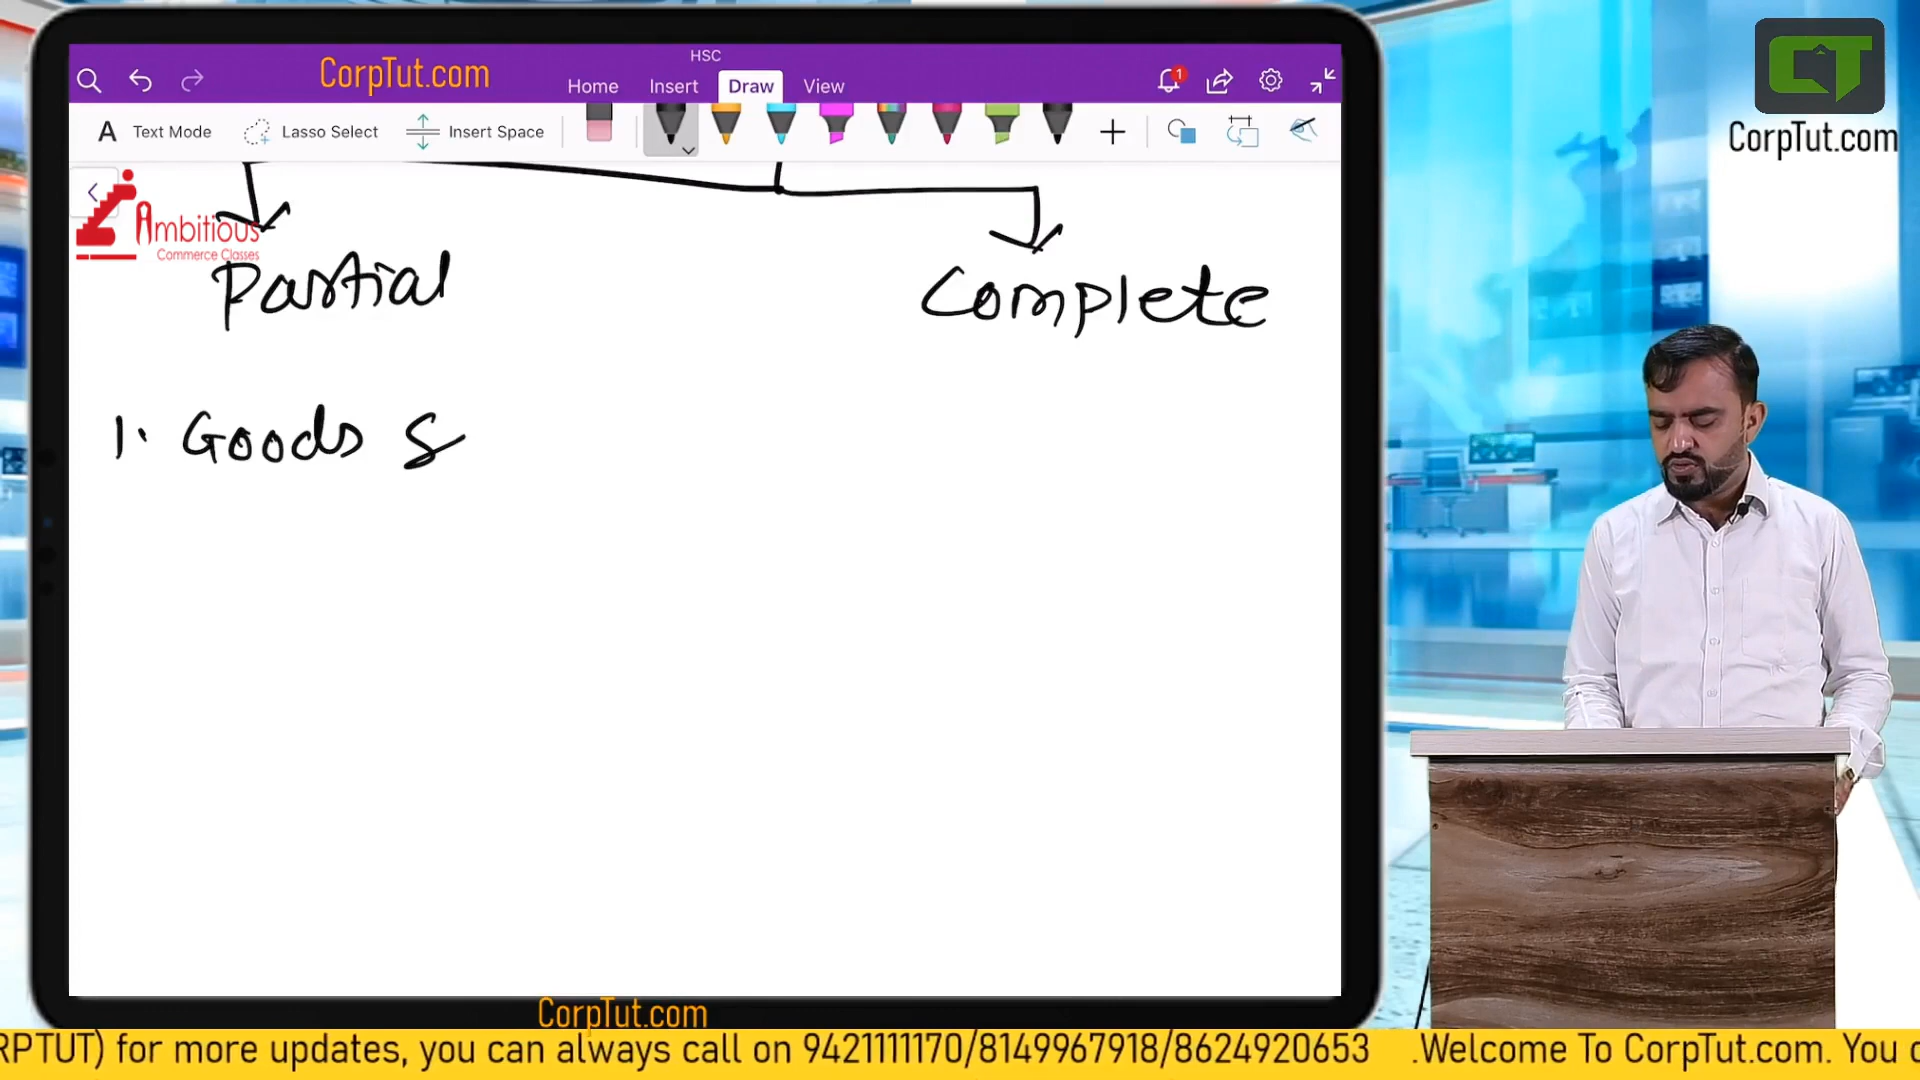 HSC
CorpTut.com
Home Insert Draw View
1
A Text Mode Lasso Select Insert Space
Ambitious
Commerce Classes
Partial
Complete
1. Goods S
CT
CorpTut.com
CorpTut.com
RPTUT) for more updates, you can always call on 9421111170/8149967918/8624920653 .Welcome To CorpTut.com. You c